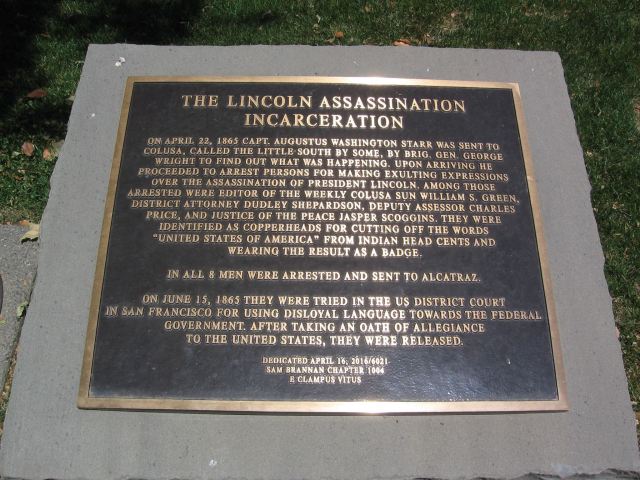 THE LINCOLN ASSASSINATION
INCARCERATION
ON APRIL 22, 1865 CAPT. AUGUSTUS WASHINGTON STARR WAS SENT TO
COLUSA, CALLED THE LITTLE SOUTH BY SOME, BY BRIG. GEN. GEORGE
WRIGHT TO FIND OUT WHAT WAS HAPPENING. UPON ARRIVING HE
PROCEEDED TO ARREST PERSONS FOR MAKING EXULTING EXPRESSIONS
OVER THE ASSASSINATION OF PRESIDENT LINCOLN. AMONG THOSE
ARRESTED WERE EDITOR OF THE WEEKLY COLUSA SUN WILLIAM S. GREEN,
DISTRICT ATTORNEY DUDLEY SHEPARDSON, DEPUTY ASSESSOR CHARLES
PRICE, AND JUSTICE OF THE PEACE JASPER SCOGGINS. THEY WERE
IDENTIFIED AS COPPERHEADS FOR CUTTING OFF THE WORDS
"UNITED STATES OF AMERICA" FROM INDIAN HEAD CENTS AND
WEARING THE RESULT AS A BADGE.
IN ALL 8 MEN WERE ARRESTED AND SENT TO ALCATRAZ.
ON JUNE 15, 1865 THEY WERE TRIED IN THE US DISTRICT COURT
IN SAN FRANCISCO FOR USING DISLOYAL LANGUAGE TOWARDS THE FEDERAL
GOVERNMENT. AFTER TAKING AN OATH OF ALLEGIANCE
TO THE UNITED STATES, THEY WERE RELEASED.
DEDICATED APRIL 16, 2016/6021
SAM BRANNAN CHAPTER 1004
E CLAMPUS VITUS